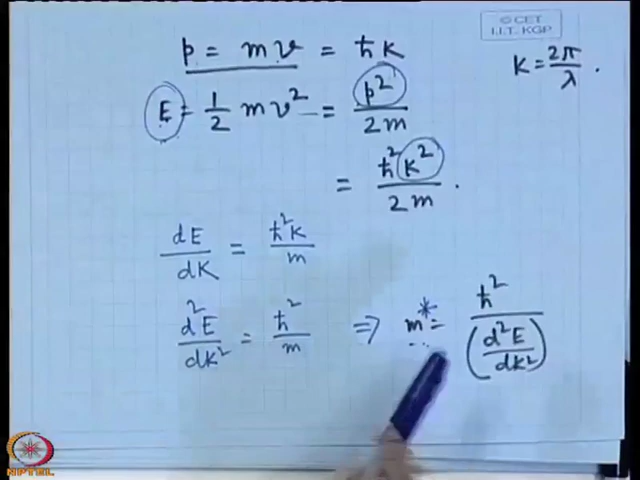 © CET
I.I.T. KGP
p = mv = ħk
K = 2π/λ .
E = 1/2 mv² = p²/2m
= ħ²k²/2m .
dE/dK = ħ²k/m
d²E/dK² = ħ²/m ⇒ m* = ħ²/(d²E/dK²)
NPTEL